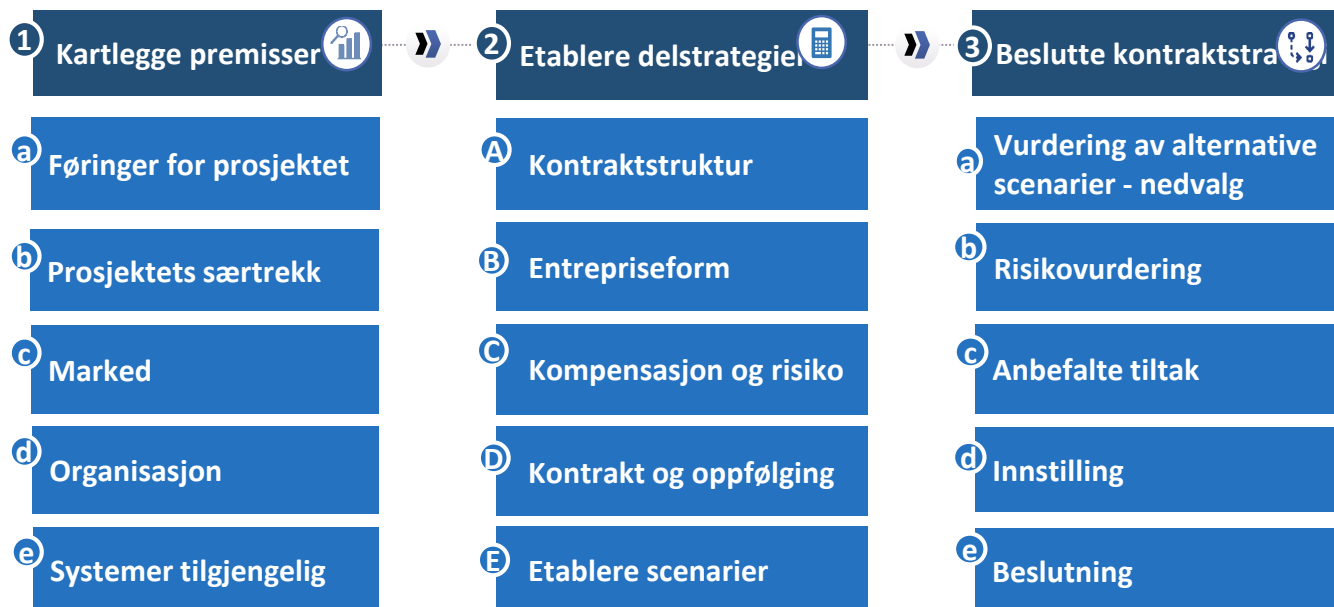 1
Kartlegge premisser
a
Føringer for prosjektet
b
Prosjektets særtrekk
c
Marked
d
Organisasjon
e
Systemer tilgjengelig
2
Etablere delstrategier
A
Kontraktstruktur
B
Entrepriseform
C
Kompensasjon og risiko
D
Kontrakt og oppfølging
E
Etablere scenarier
3
Beslutte
a
Vurdering av alternative
scenarier - nedvalg
b
Risikovurdering
c
Anbefalte tiltak
d
Innstilling
e
Beslutning